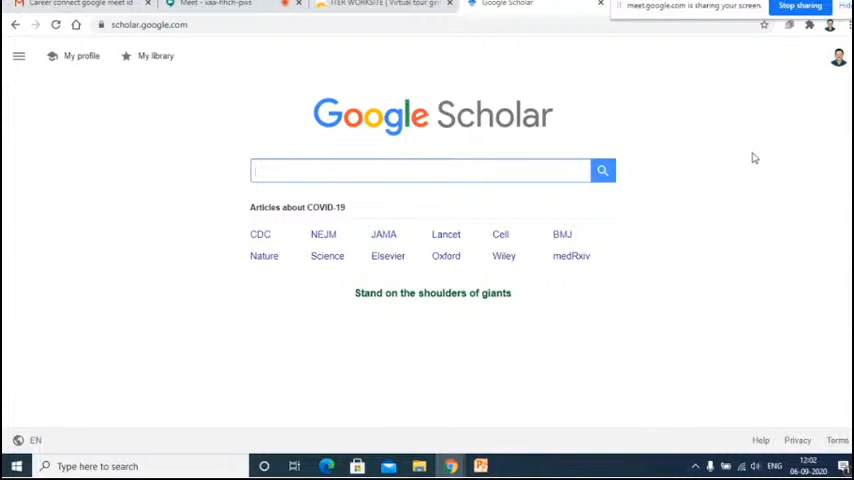 Career connect google meet id
Meet - xaa-hhch-pws
ITER WORKSITE | Virtual tour
Google Scholar
meet.google.com is sharing your screen.
Stop sharing
scholar.google.com
My profile
My library
Google Scholar
Articles about COVID-19
CDC NEJM JAMA Lancet Cell BMJ
Nature Science Elsevier Oxford Wiley medRxiv
Stand on the shoulders of giants
EN
Help Privacy Terms
Type here to search
ENG
12:02
06-09-2020